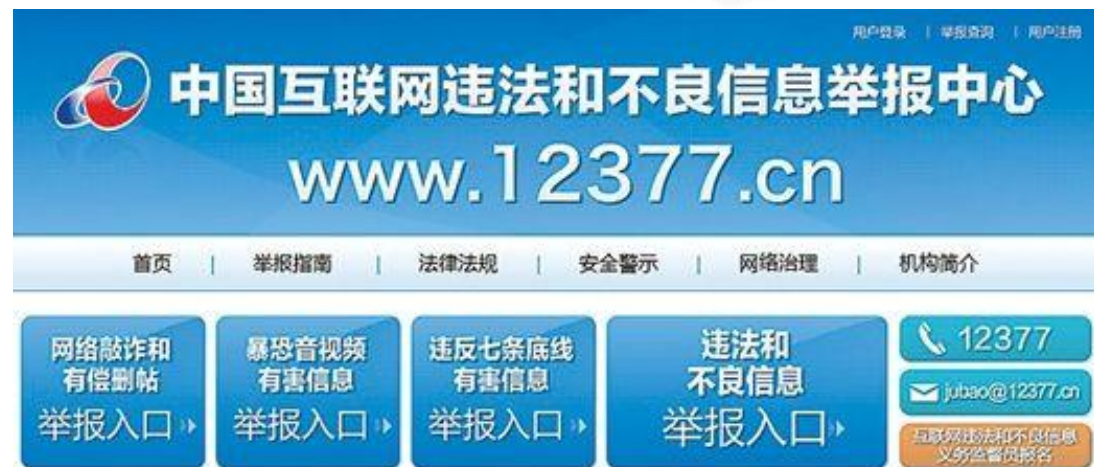 用户登录 | 举报查询 | 用户注册
中国互联网违法和不良信息举报中心
www.12377.cn
首页 | 举报指南 | 法律法规 | 安全警示 | 网络治理 | 机构简介
网络敲诈和
有偿删帖
举报入口
暴恐音视频
有害信息
举报入口
违反七条底线
有害信息
举报入口
违法和
不良信息
举报入口
12377
jubao@12377.cn
互联网违法和不良信息
义务监督员报名